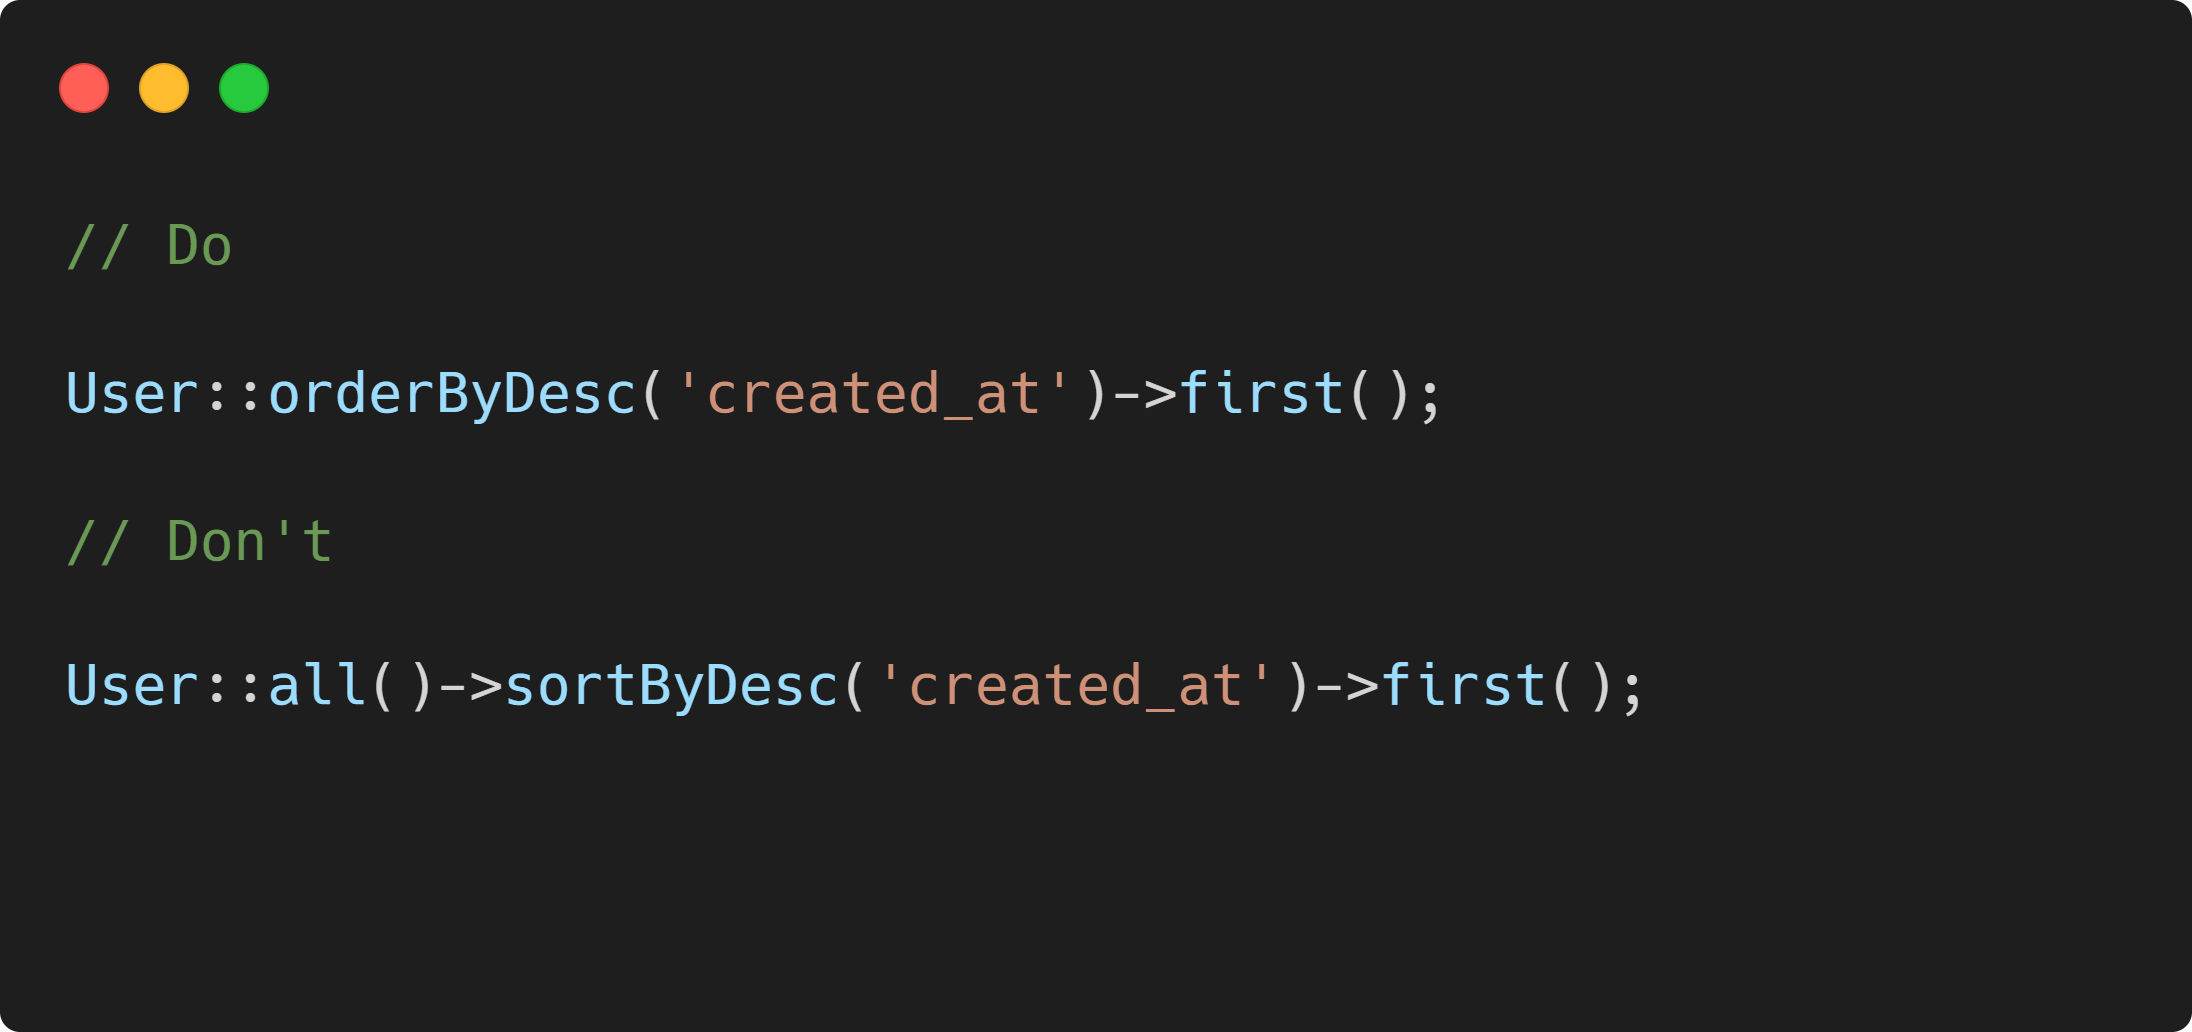 // Do
User::orderByDesc('created_at')->first();
// Don't
User::all()->sortByDesc('created_at')->first();